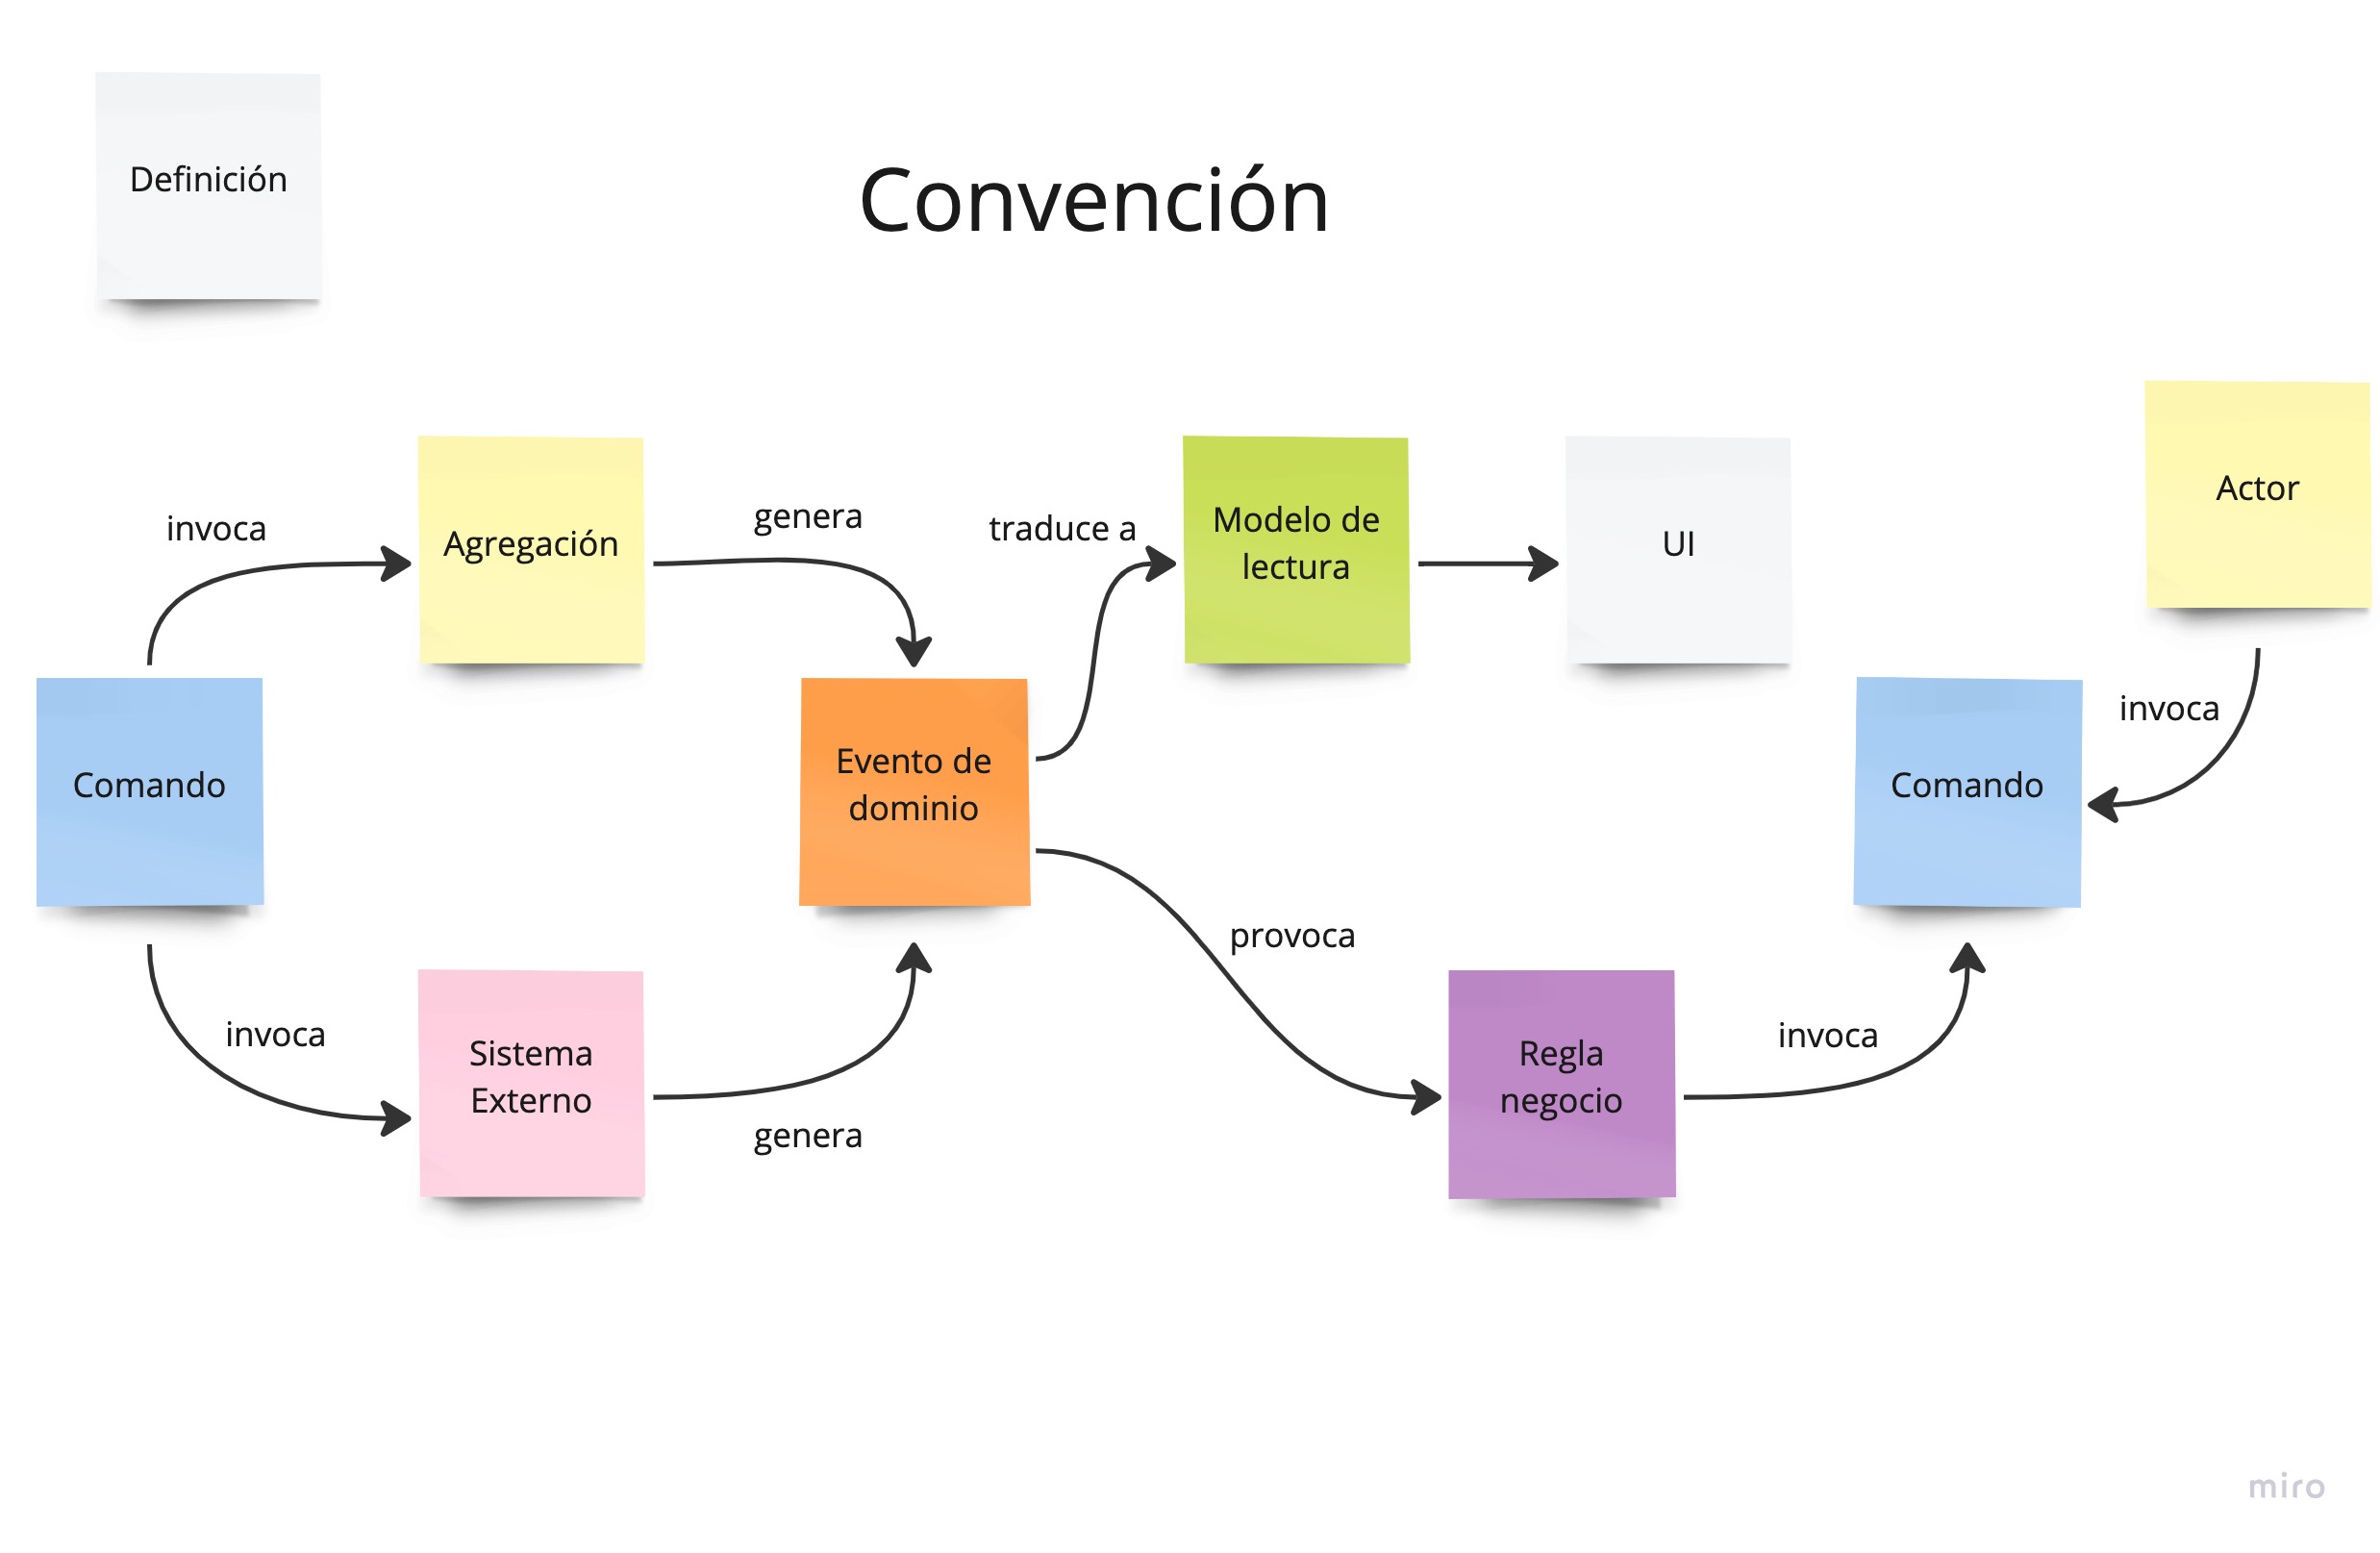 Definición
Convención
Actor
invoca
Agregación
genera
traduce a
Modelo de
lectura
UI
invoca
Comando
Evento de
dominio
Comando
provoca
invoca
Sistema
Externo
genera
Regla
negocio
invoca
miro